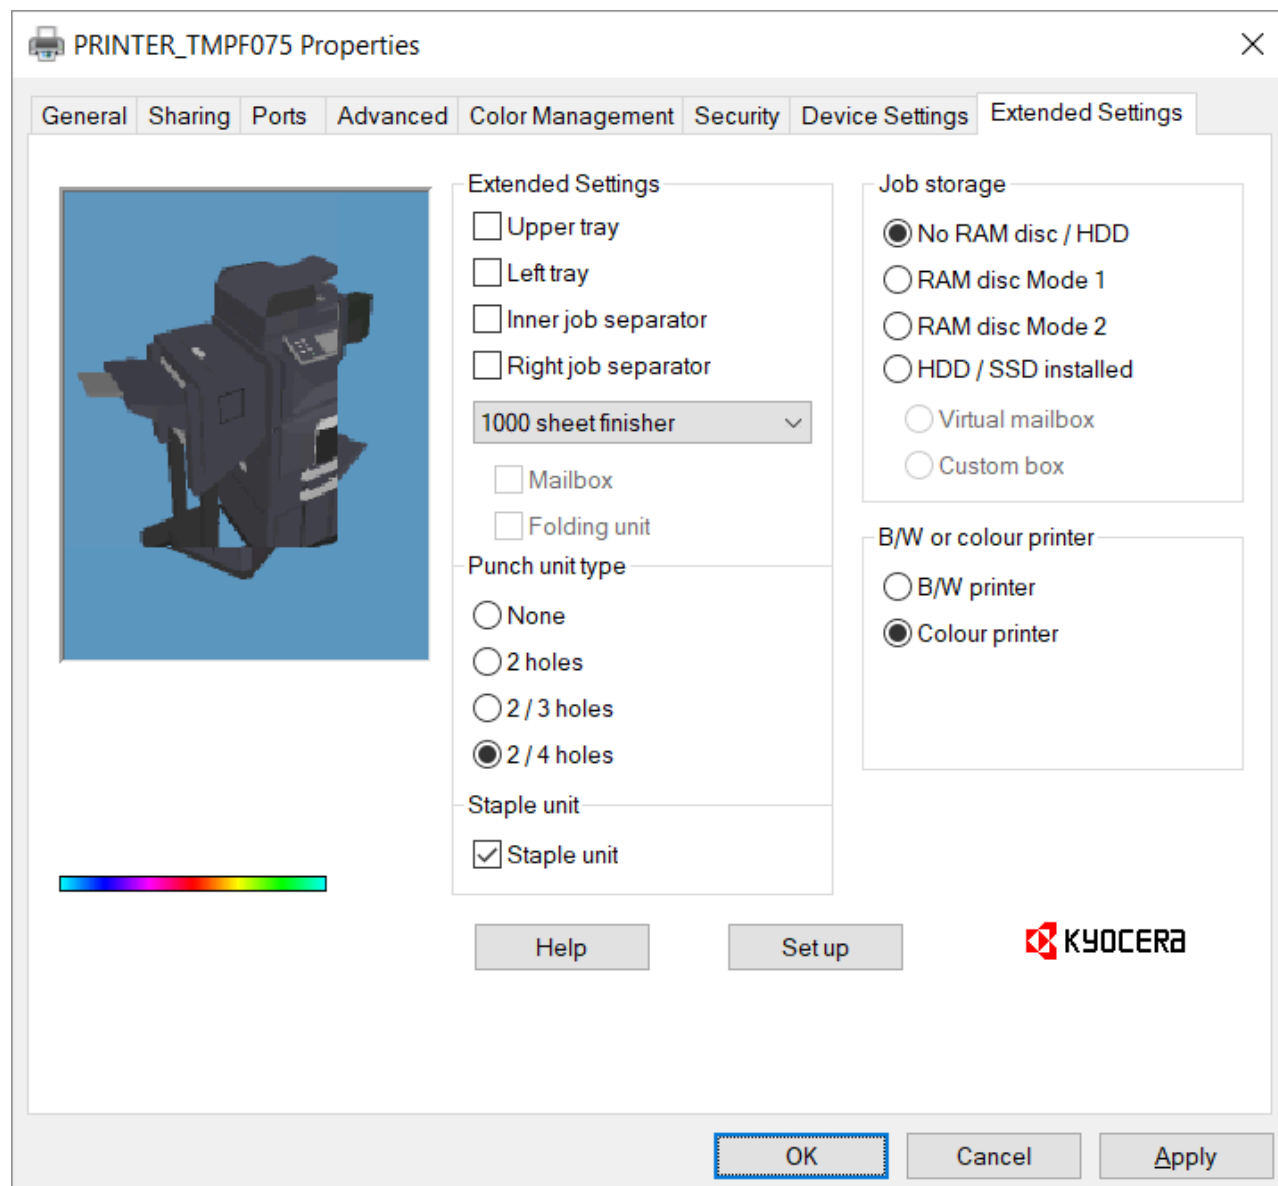 PRINTER_TMPF075 Properties
General Sharing Ports Advanced Color Management Security Device Settings Extended Settings
Extended Settings
Upper tray
Left tray
Inner job separator
Right job separator
1000 sheet finisher
Mailbox
Folding unit
Punch unit type
None
2 holes
2 / 3 holes
2 / 4 holes
Staple unit
Staple unit
Job storage
No RAM disc / HDD
RAM disc Mode 1
RAM disc Mode 2
HDD / SSD installed
Virtual mailbox
Custom box
B/W or colour printer
B/W printer
Colour printer
Help
Set up
KYOCERA
OK
Cancel
Apply